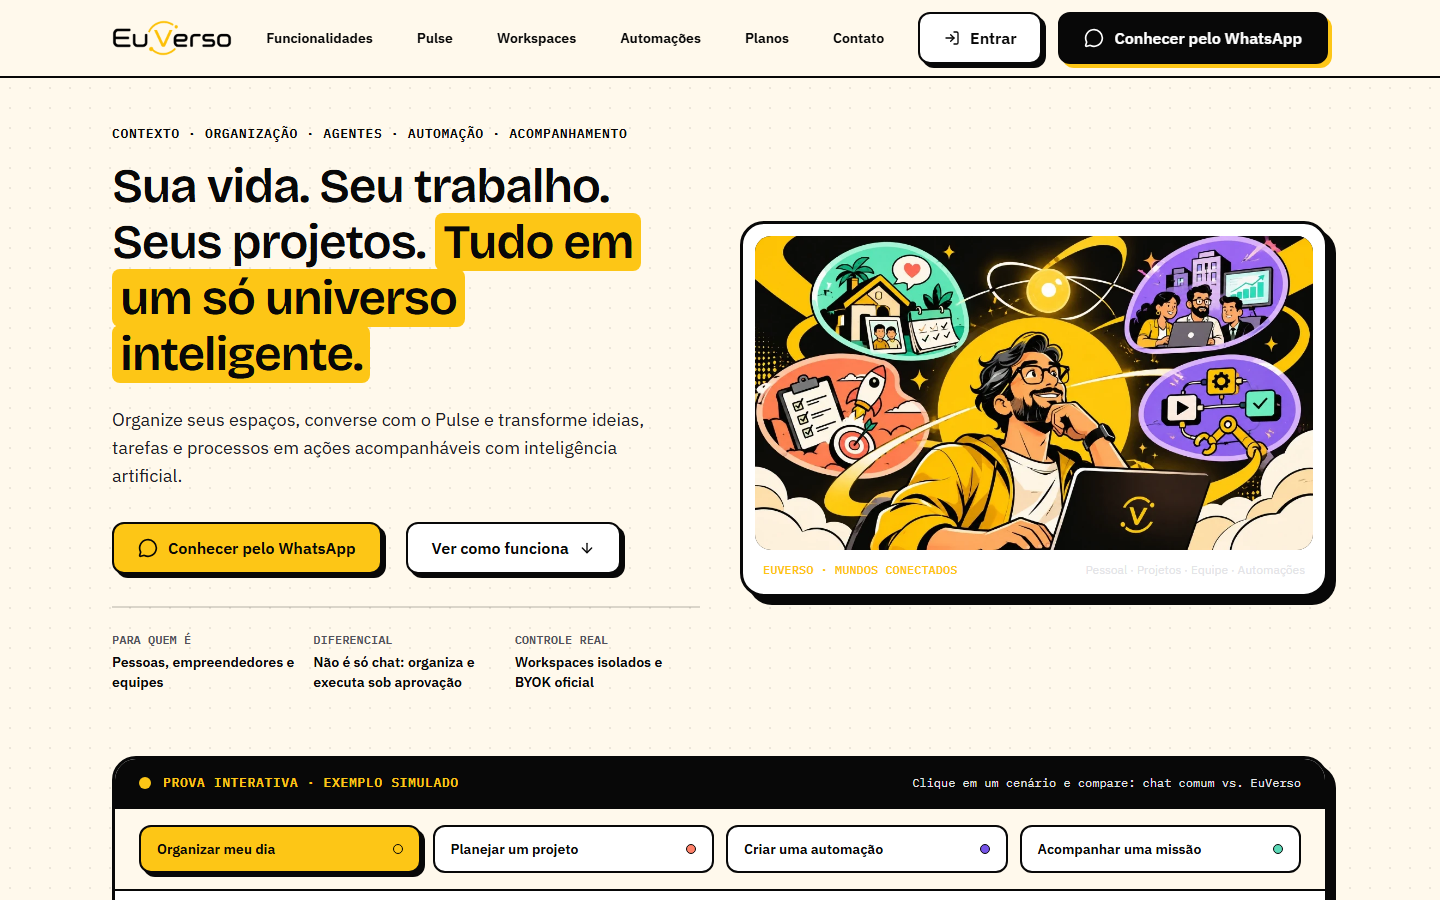 EuVerso
Funcionalidades
Pulse
Workspaces
Automações
Planos
Contato
Entrar
Conhecer pelo WhatsApp
CONTEXTO · ORGANIZAÇÃO · AGENTES · AUTOMAÇÃO · ACOMPANHAMENTO
Sua vida. Seu trabalho.
Seus projetos. Tudo em
um só universo
inteligente.
Organize seus espaços, converse com o Pulse e transforme ideias,
tarefas e processos em ações acompanháveis com inteligência
artificial.
Conhecer pelo WhatsApp
Ver como funciona
PARA QUEM É
Pessoas, empreendedores e
equipes
DIFERENCIAL
Não é só chat: organiza e
executa sob aprovação
CONTROLE REAL
Workspaces isolados e
BYOK oficial
V
EUVERSO · MUNDOS CONECTADOS
Pessoal · Projetos · Equipe · Automações
PROVA INTERATIVA · EXEMPLO SIMULADO
Clique em um cenário e compare: chat comum vs. EuVerso
Organizar meu dia
Planejar um projeto
Criar uma automação
Acompanhar uma missão